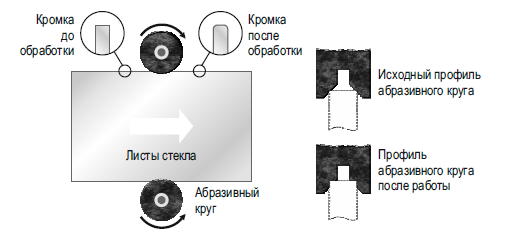 Кромка
до
обработки
Кромка
после
обработки
Исходный профиль
абразивного круга
Листы стекла
Профиль
абразивного круга
после работы
Абразивный
круг